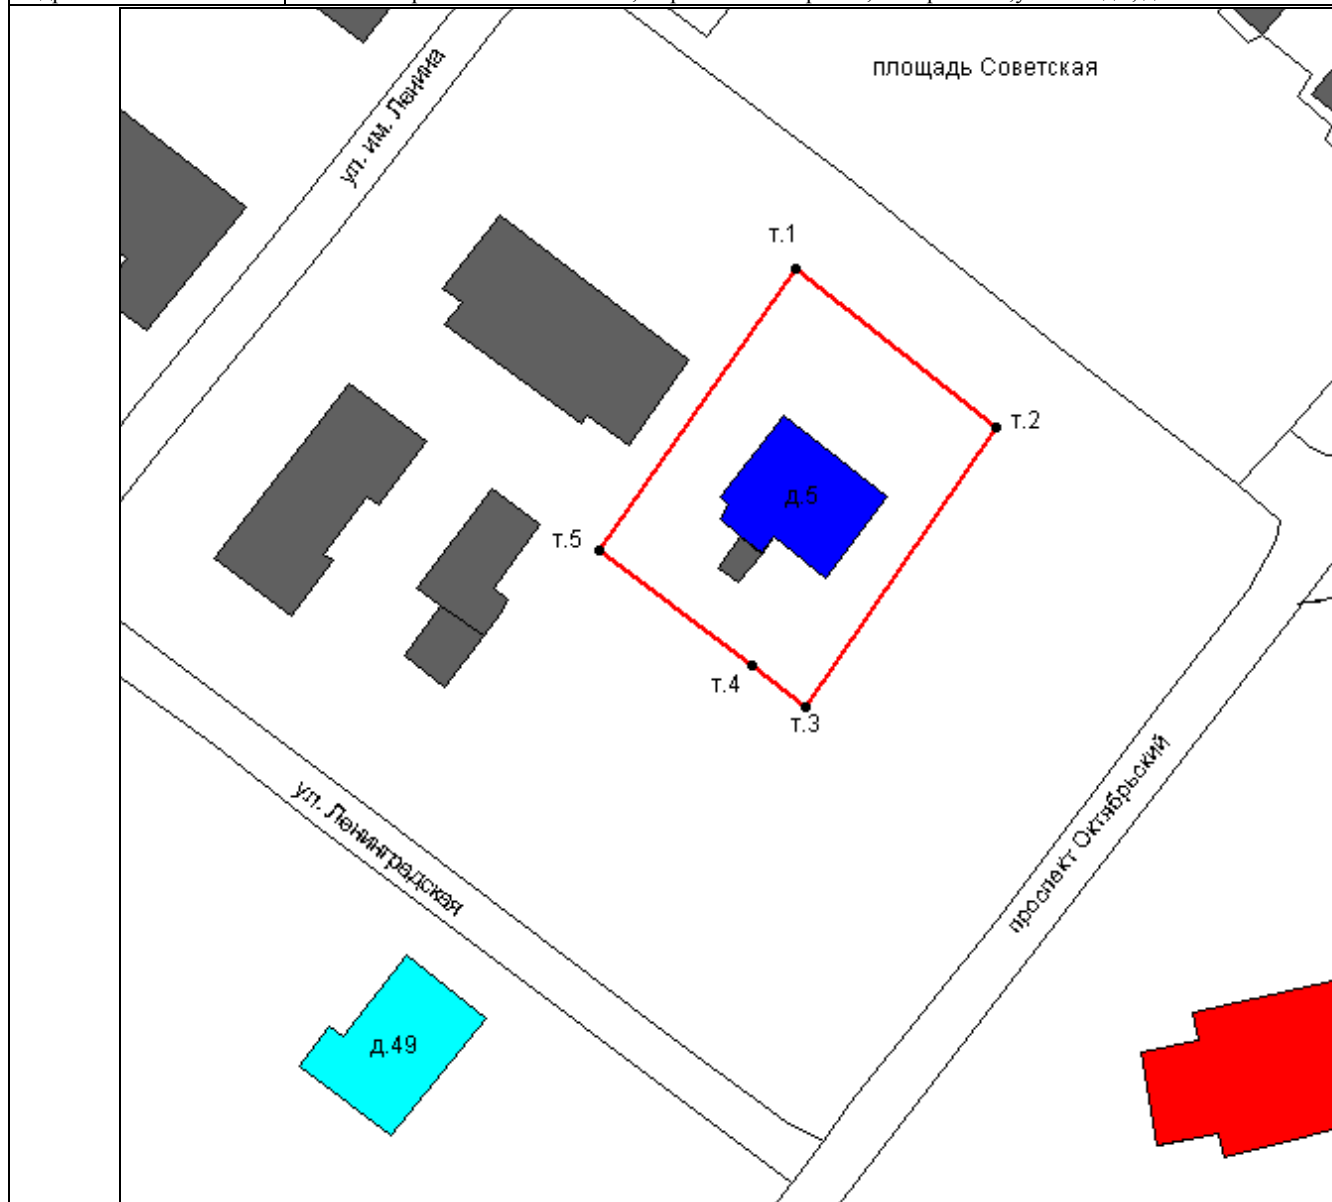 площадь Советская
ул. им. Ленина
т.1
т.2
д.5
т.5
т.4
т.3
проспект Октябрьский
ул. Ленинградская
д.49